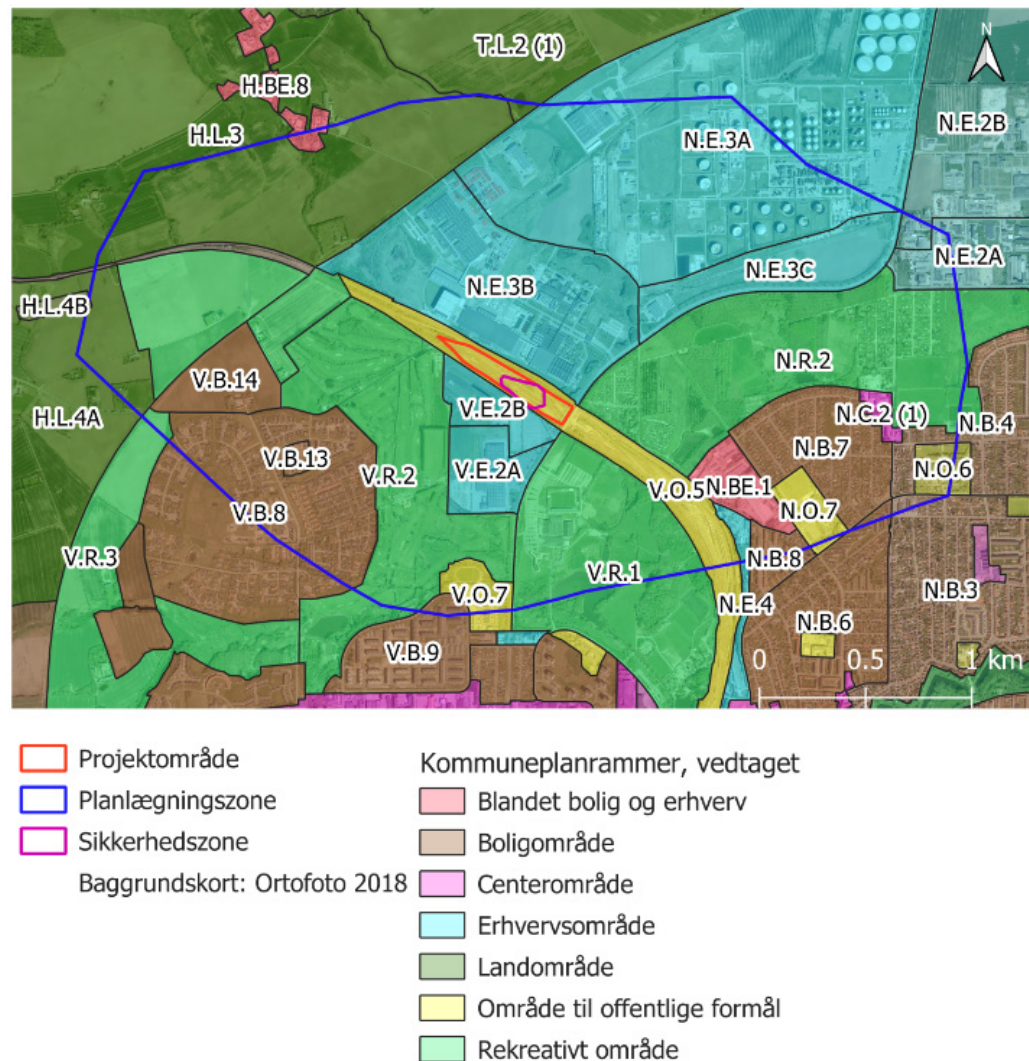 T.L.2 (1)
N
H.BE.8
N.E.2B
H.L.3
N.E.3A
N.E.2A
N.E.3C
N.E.3B
H.L.4B
N.R.2
V.B.14
V.E.2B
N.C.2 (1)
N.B.4
H.L.4A
N.B.7
V.B.13
V.R.2
V.E.2A
N.O.6
V.O.5
N.BE.1
V.B.8
N.O.7
V.R.3
N.B.8
V.R.1
N.B.3
V.O.7
N.E.4
N.B.6
V.B.9
0 0.5 1 km
Projektområde
Planlægningszone
Sikkerhedszone
Baggrundskort: Ortofoto 2018
Kommuneplanrammer, vedtaget
Blandet bolig og erhverv
Boligområde
Centerområde
Erhvervsområde
Landområde
Område til offentlige formål
Rekreativt område